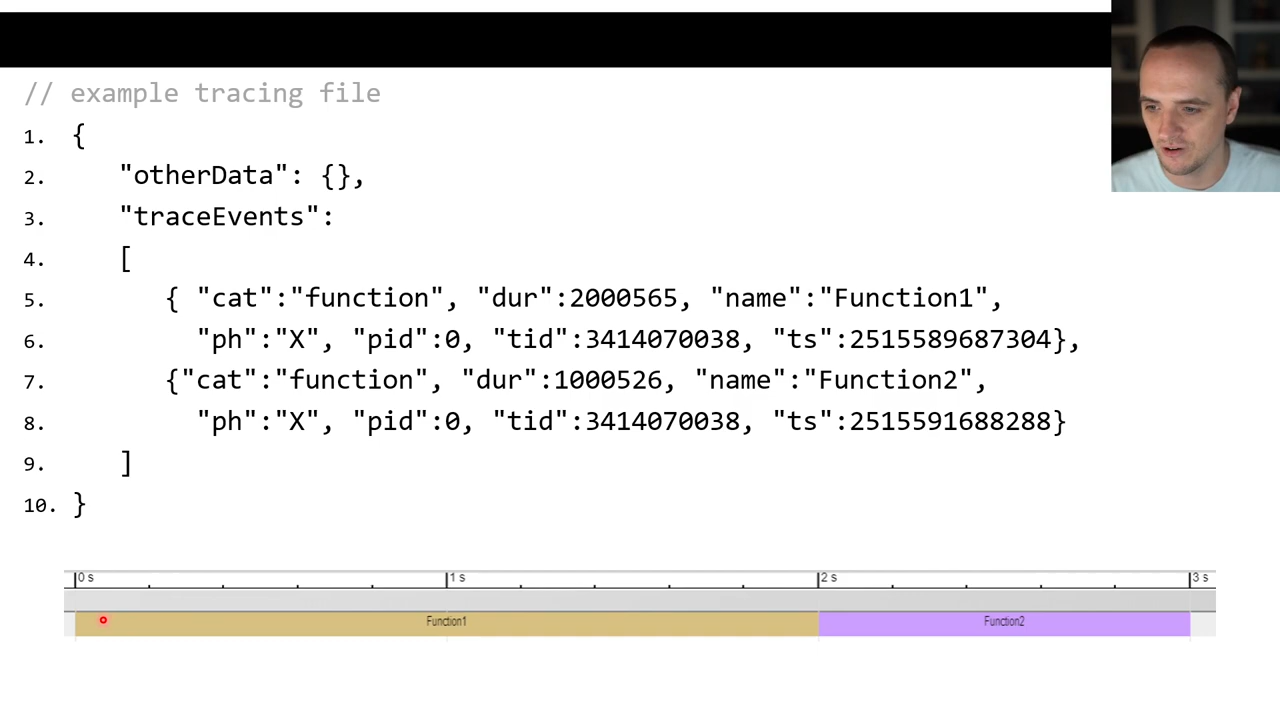 // example tracing file
1. {
2. "otherData": {},
3. "traceEvents":
4. [
5. { "cat":"function", "dur":2000565, "name":"Function1",
6. "ph":"X", "pid":0, "tid":3414070038, "ts":2515589687304},
7. {"cat":"function", "dur":1000526, "name":"Function2",
8. "ph":"X", "pid":0, "tid":3414070038, "ts":2515591688288}
9. ]
10. }
0 s 1 s 2 s 3 s
Function1 Function2